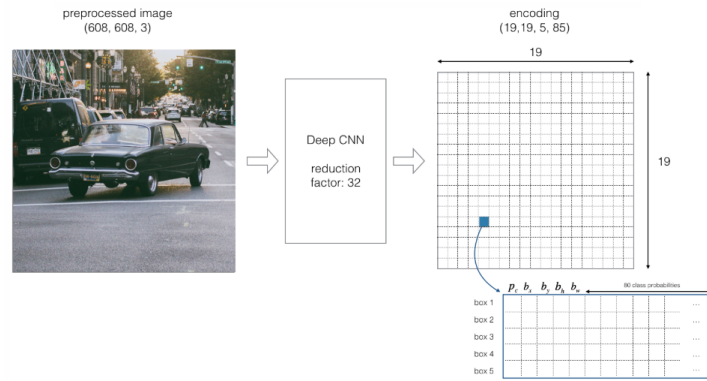 preprocessed image
(608, 608, 3)
encoding
(19,19, 5, 85)
19
Deep CNN
reduction
factor: 32
19
p_c b_x b_y b_h b_w
80 class probabilities
box 1 ...
box 2 ...
box 3 ...
box 4 ...
box 5 ...